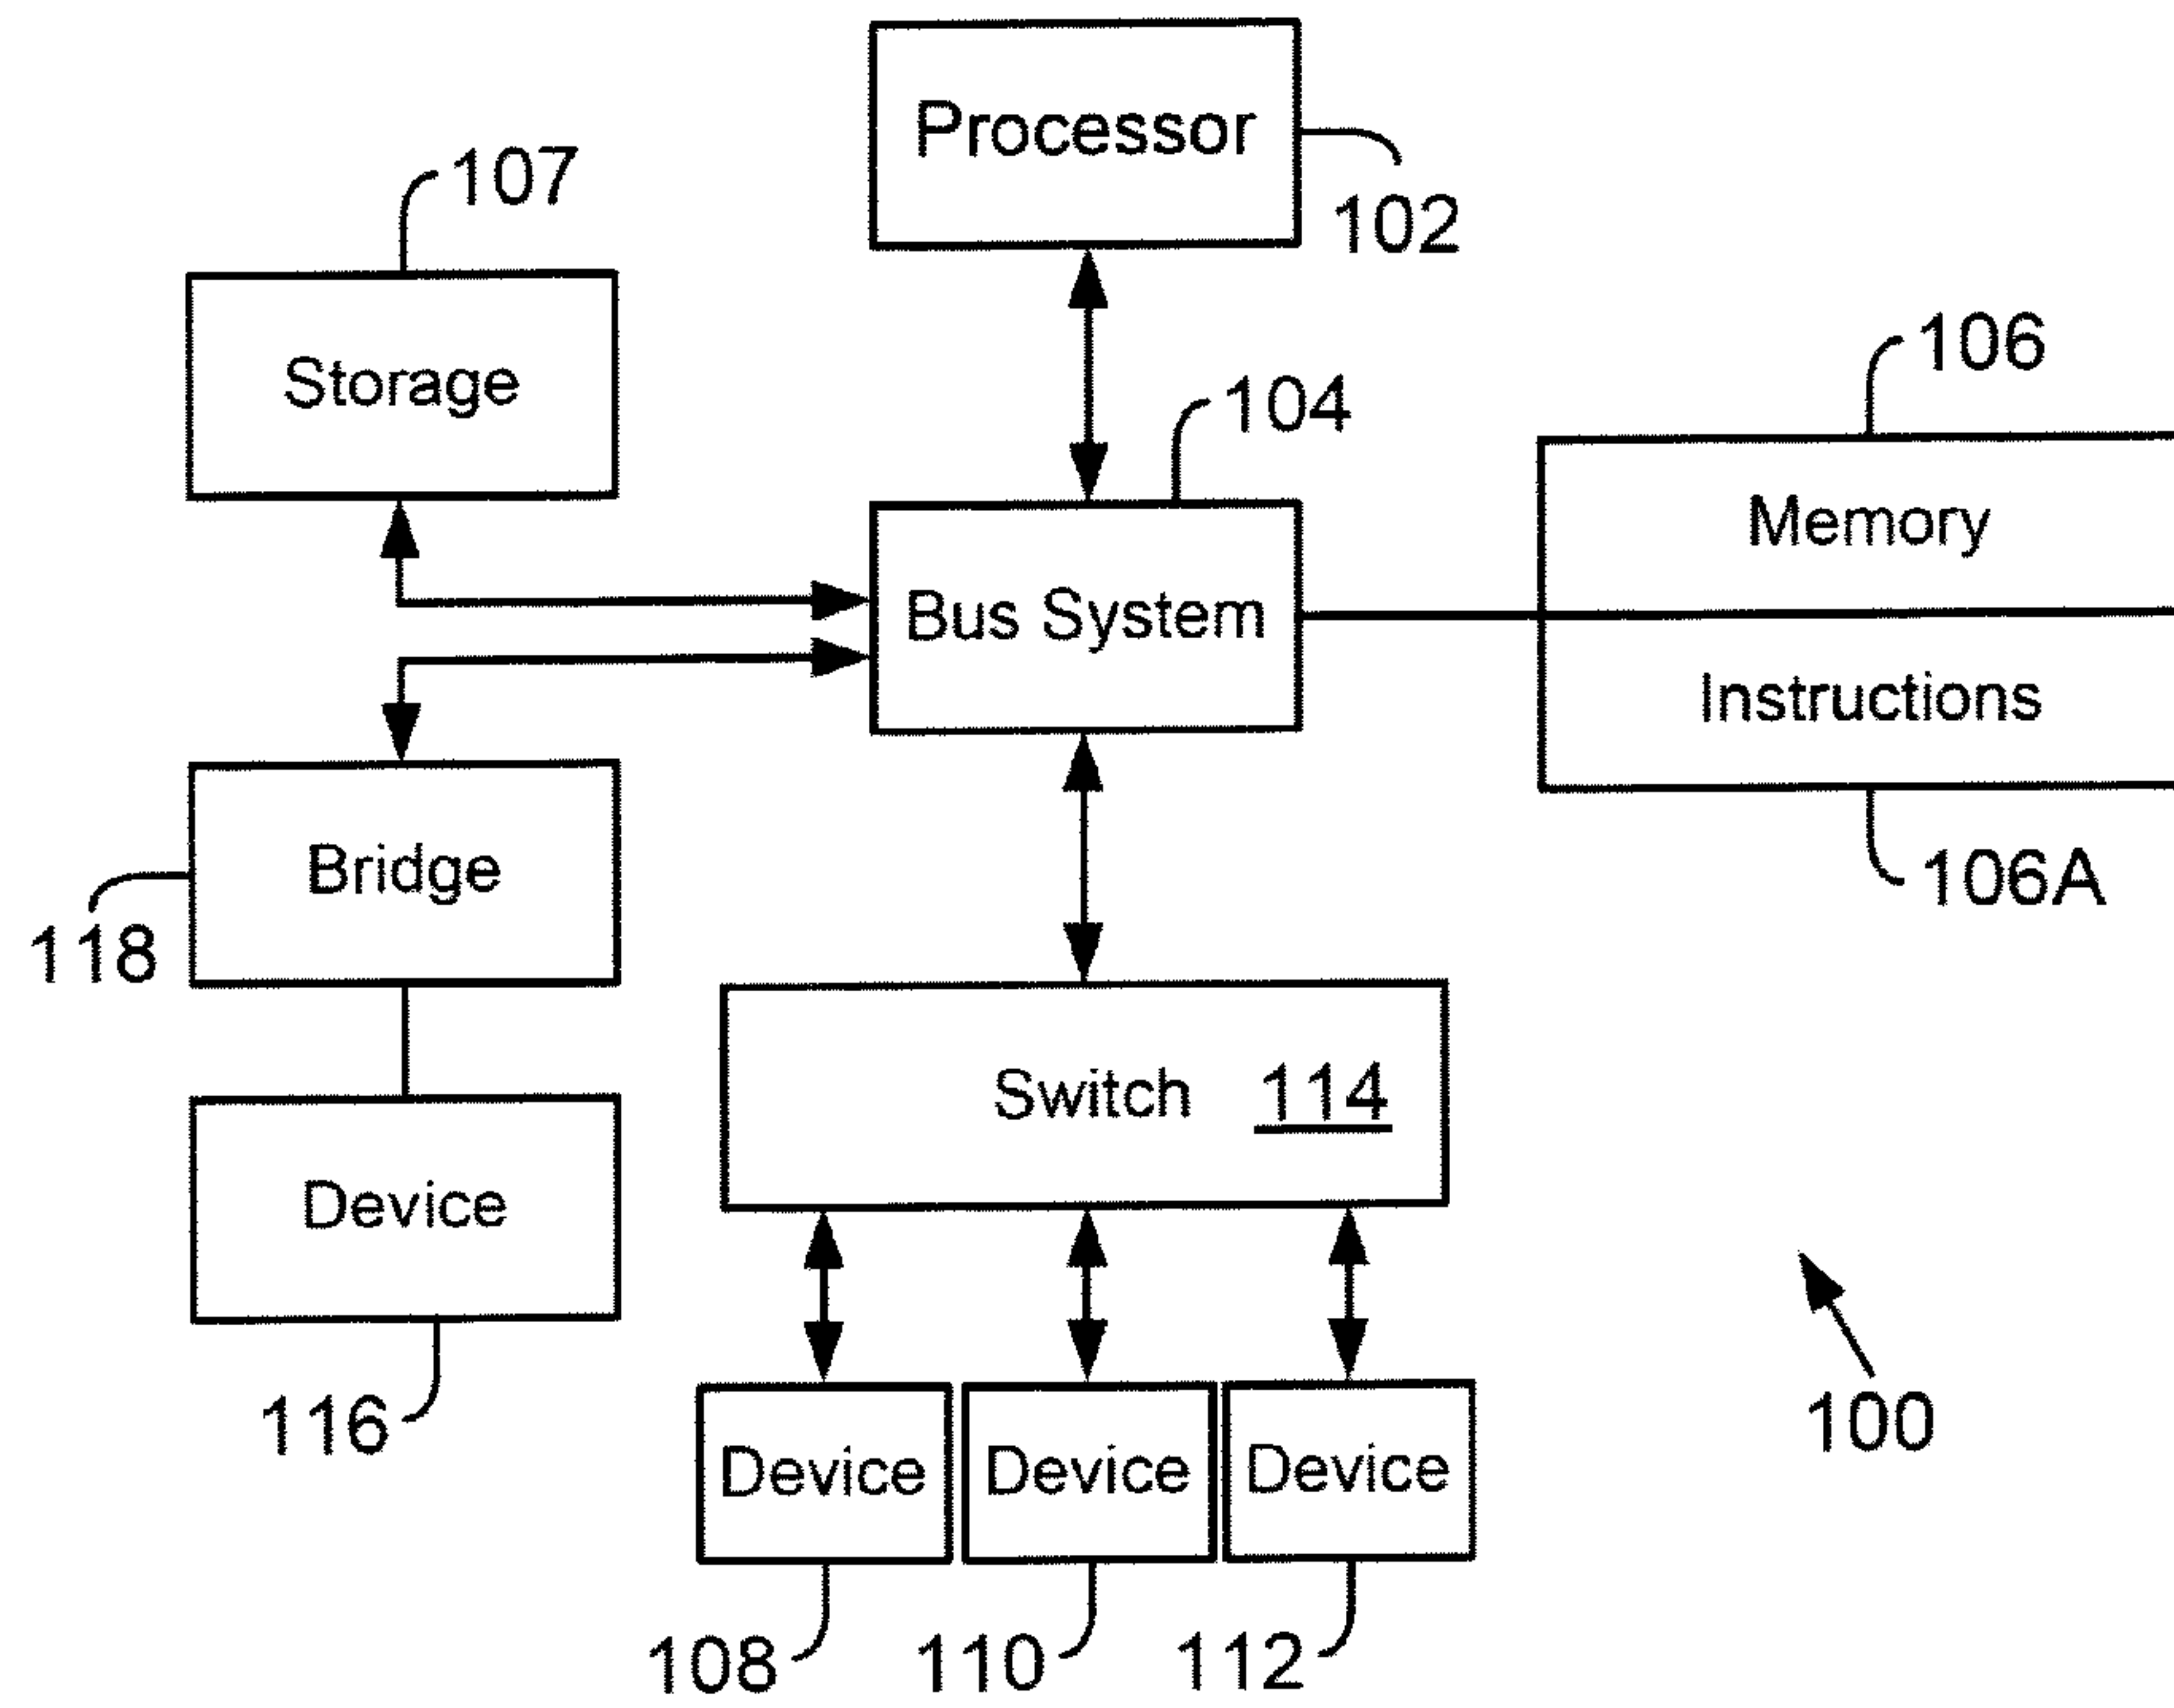 Processor
102
107
Storage
104
106
Bus System
Memory
Instructions
106A
Bridge
118
Switch 114
Device
116
100
Device
Device
Device
108
110
112